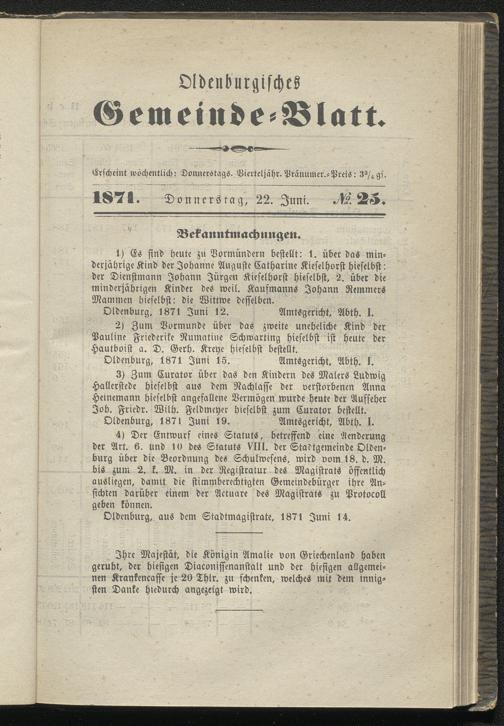 Oldenburgisches
Gemeinde-Blatt.
Erscheint wöchentlich: Donnerstags. Vierteljähr. Pränumer.-Preis: 3¾ gr.
1871. Donnerstag, 22. Juni. № 25.
Bekanntmachungen.
1) Es sind heute zu Vormündern bestellt: 1. über das min-
derjährige Kind der Johanne Auguste Catharine Kieselhorst hieselbst:
der Dienstmann Johann Jürgen Kieselhorst hieselbst, 2. über die
minderjährigen Kinder des weil. Kaufmanns Johann Remmers
Mammen hieselbst: die Wittwe desselben.
Oldenburg, 1871 Juni 12. Amtsgericht, Abth. I.
2) Zum Vormunde über das zweite uneheliche Kind der
Pauline Friederike Rumatine Schwarting hieselbst ist heute der
Hautboist a. D. Gerh. Kreye hieselbst bestellt.
Oldenburg, 1871 Juni 15. Amtsgericht, Abth. I.
3) Zum Curator über das den Kindern des Malers Ludwig
Hallerstede hieselbst aus dem Nachlasse der verstorbenen Anna
Heinemann hieselbst angefallene Vermögen wurde heute der Aufseher
Joh. Friedr. Wilh. Feldmeyer hieselbst zum Curator bestellt.
Oldenburg, 1871 Juni 19. Amtsgericht, Abth. I.
4) Der Entwurf eines Statuts, betreffend eine Aenderung
der Art. 6. und 10 des Statuts VIII. der Stadtgemeinde Olden-
burg über die Beordnung des Schulwesens, wird vom 18. d. M.
bis zum 2. k. M. in der Registratur des Magistrats öffentlich
ausliegen, damit die stimmberechtigten Gemeindebürger ihre An-
sichten darüber einem der Actuare des Magistrats zu Protocoll
geben können.
Oldenburg, aus dem Stadtmagistrate, 1871 Juni 14.
Ihre Majestät, die Königin Amalie von Griechenland haben
geruht, der hiesigen Diaconissenanstalt und der hiesigen allgemei-
nen Krankencasse je 20 Thlr. zu schenken, welches mit dem innig-
sten Danke hiedurch angezeigt wird.